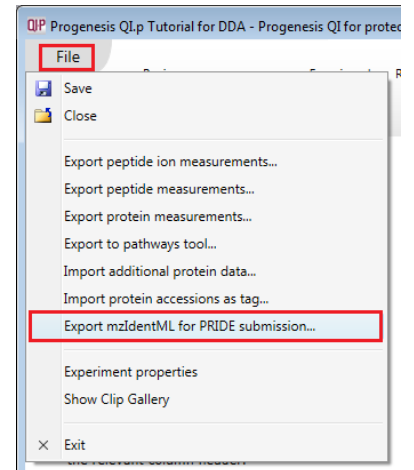 QIP Progenesis QI.p Tutorial for DDA - Progenesis QI for protec
File
Save
Close
Export peptide ion measurements...
Export peptide measurements...
Export protein measurements...
Export to pathways tool...
Import additional protein data...
Import protein accessions as tag...
Export mzIdentML for PRIDE submission...
Experiment properties
Show Clip Gallery
Exit
the relevant column header.